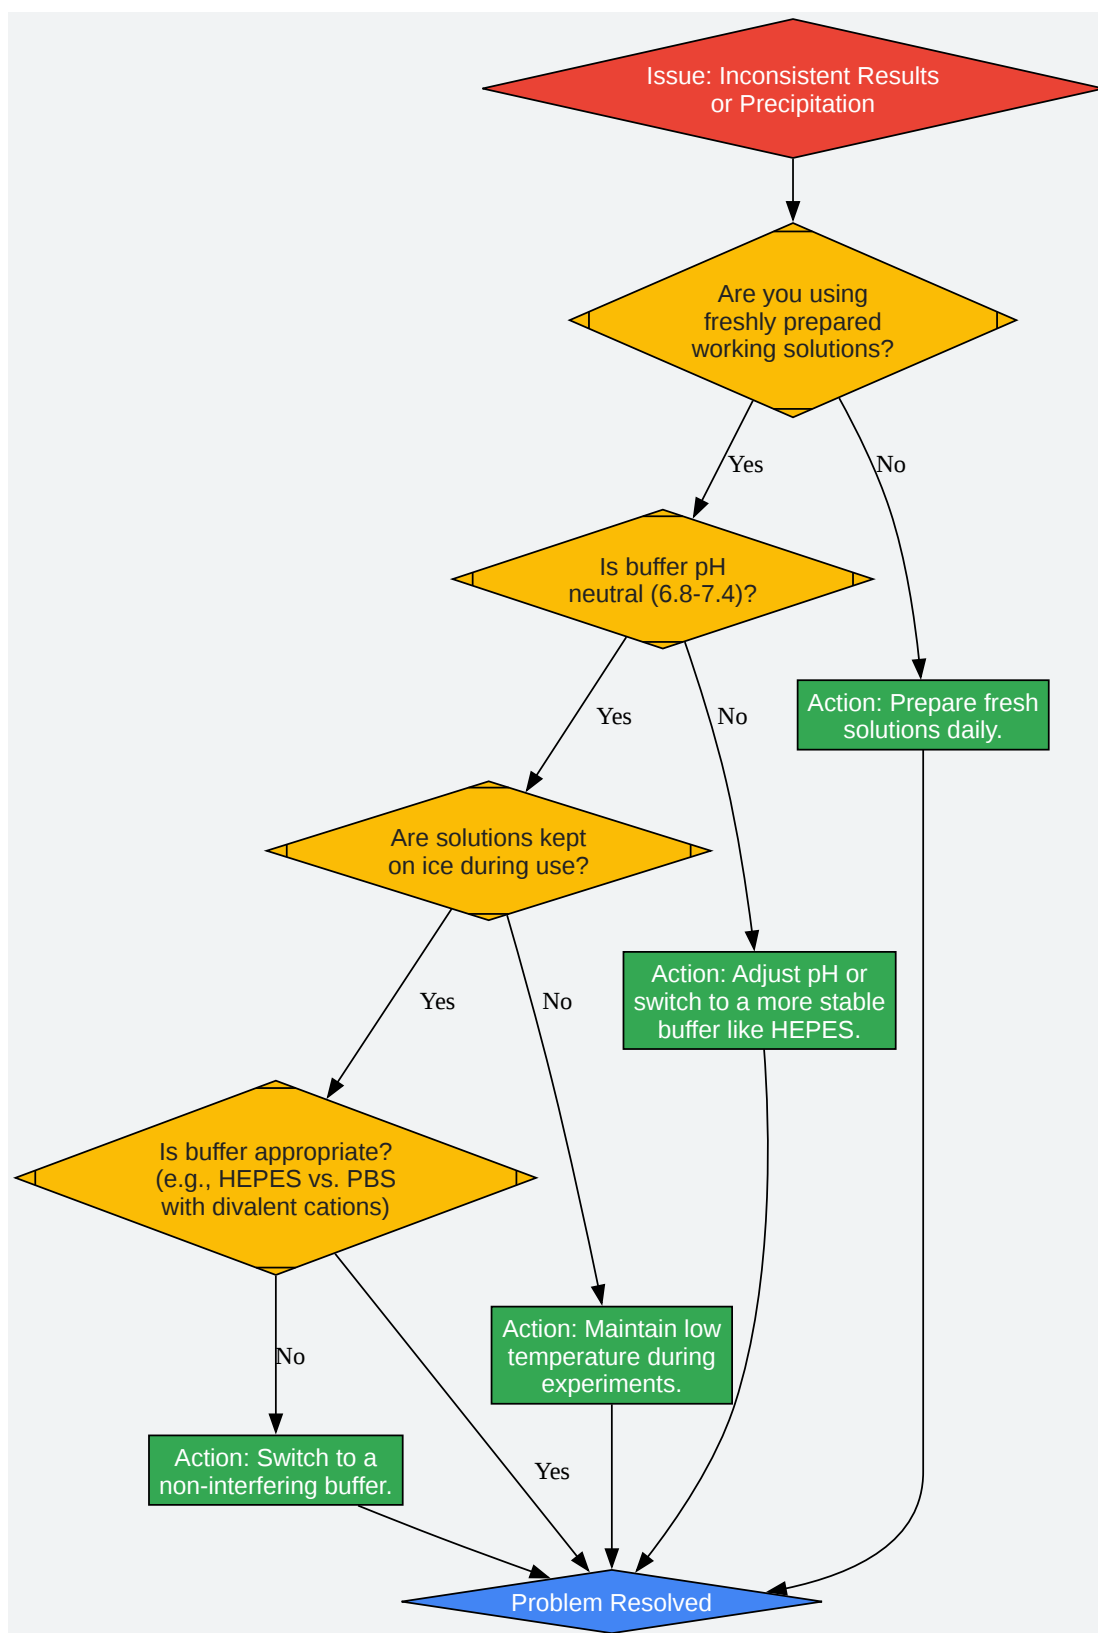 Issue: Inconsistent Results
or Precipitation
Are you using
freshly prepared
working solutions?
Yes
No
Is buffer pH
neutral (6.8-7.4)?
Action: Prepare fresh
solutions daily.
Yes
No
Are solutions kept
on ice during use?
Action: Adjust pH or
switch to a more stable
buffer like HEPES.
Yes
No
Is buffer appropriate?
(e.g., HEPES vs. PBS
with divalent cations)
Action: Maintain low
temperature during
experiments.
No
Action: Switch to a
non-interfering buffer.
Yes
Problem Resolved